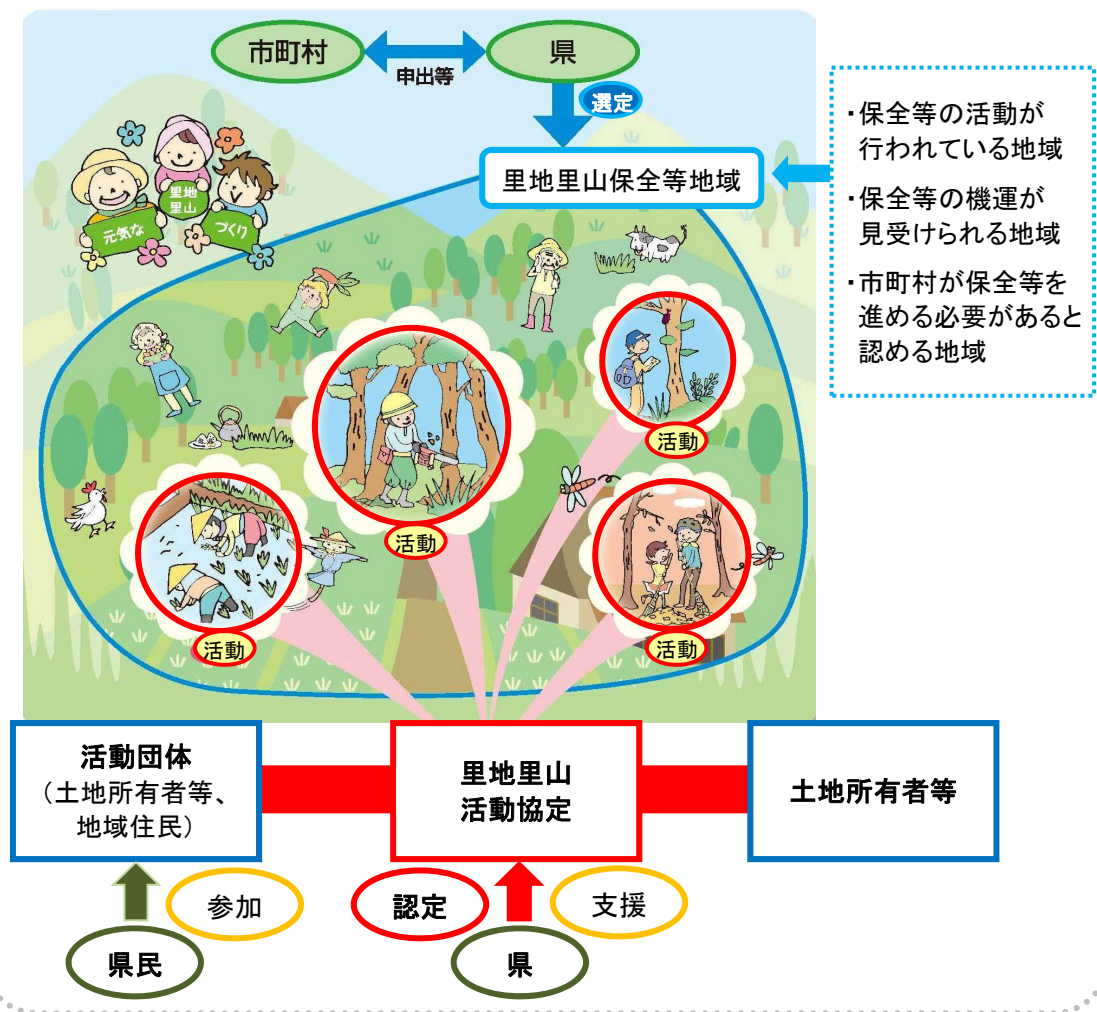 市町村
県
申出等
選定
里地里山保全等地域
・保全等の活動が
行われている地域
・保全等の機運が
見受けられる地域
・市町村が保全等を
進める必要があると
認める地域
里地
里山
元気な
づくり
活動
活動
活動
活動
活動団体
（土地所有者等、
地域住民）
里地里山
活動協定
土地所有者等
参加
認定
支援
県民
県